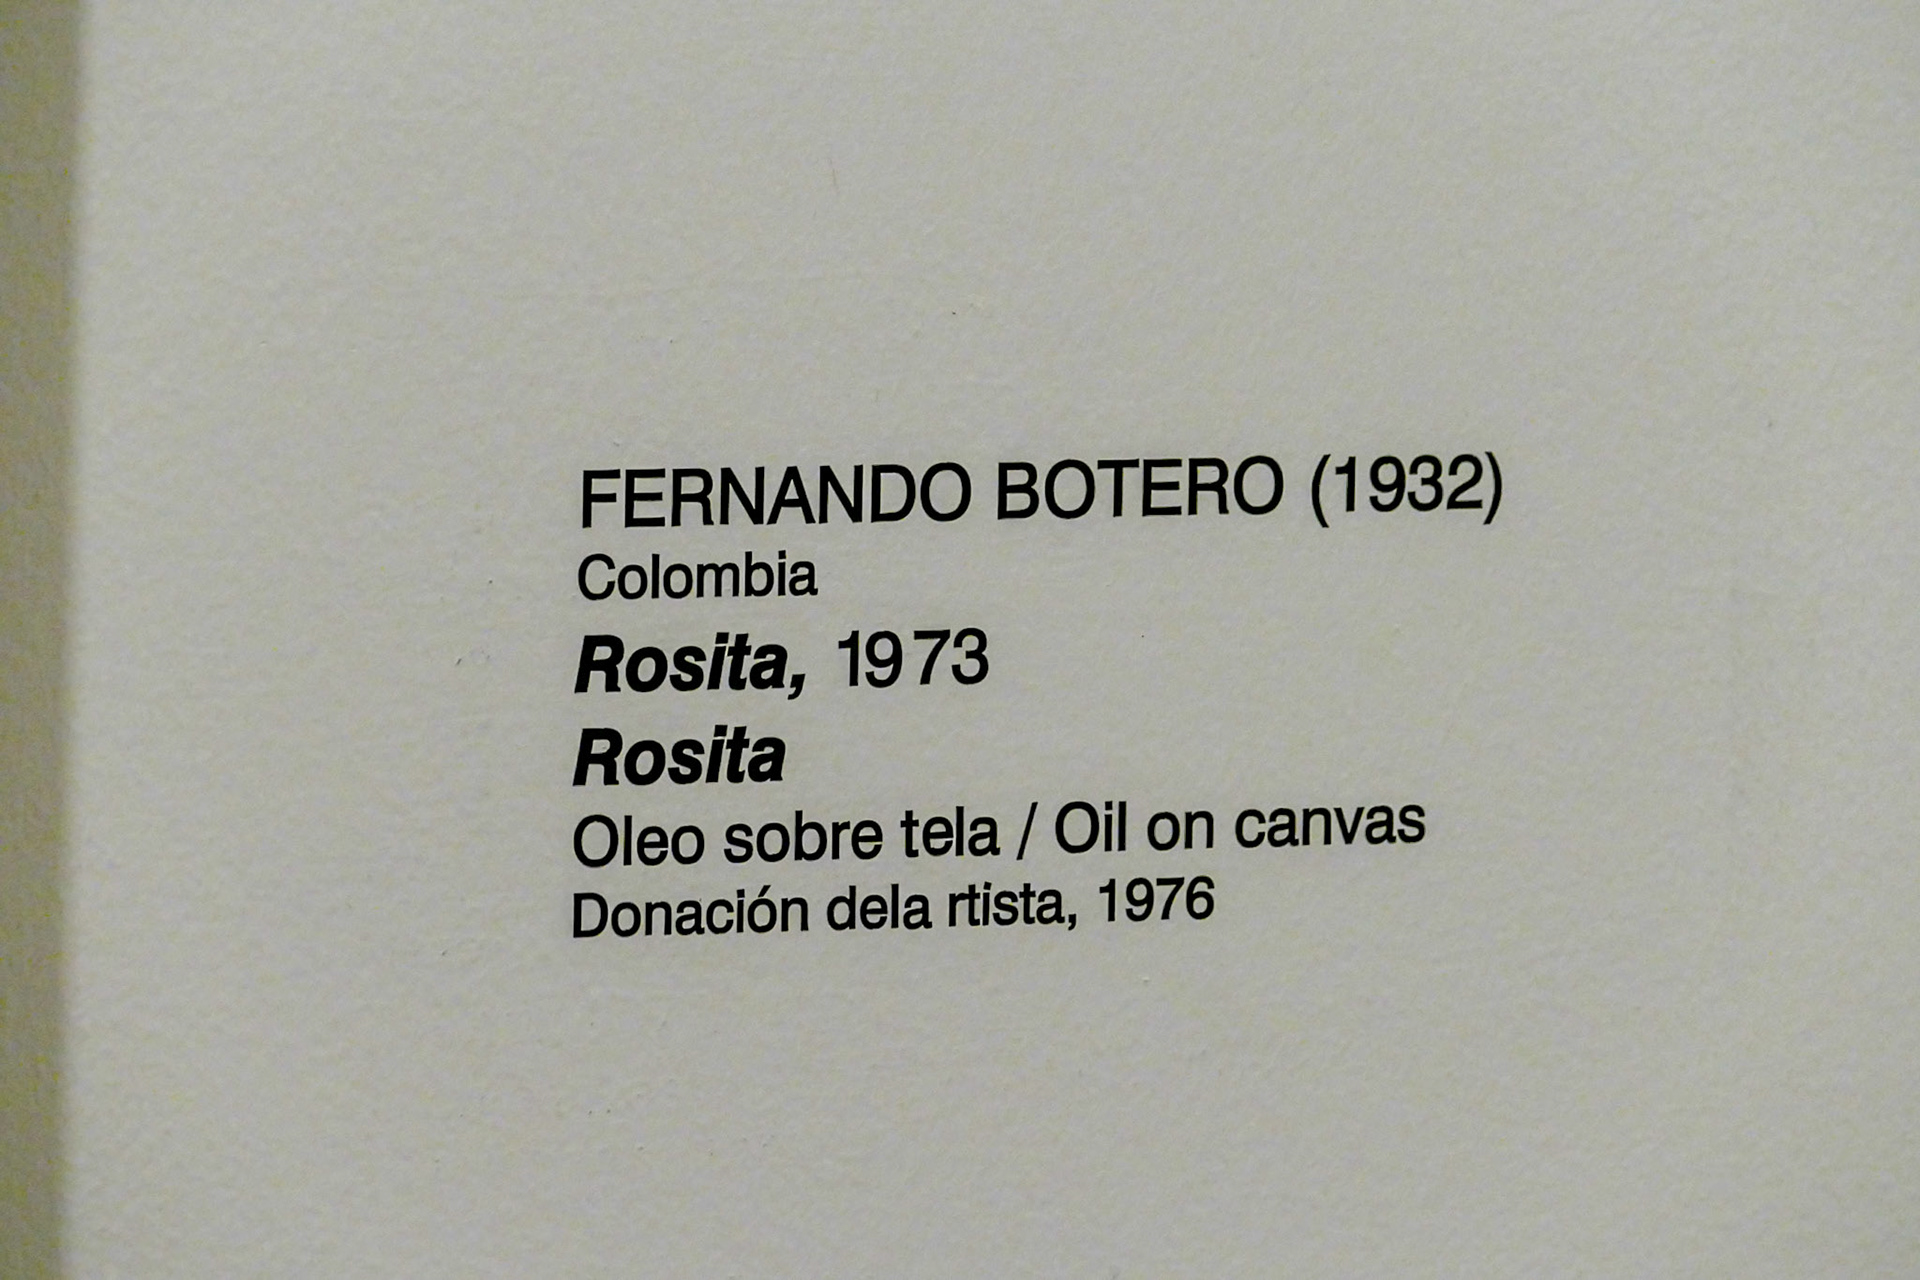 FERNANDO BOTERO (1932)
Colombia
Rosita, 1973
Rosita
Oleo sobre tela / Oil on canvas
Donación dela rtista, 1976